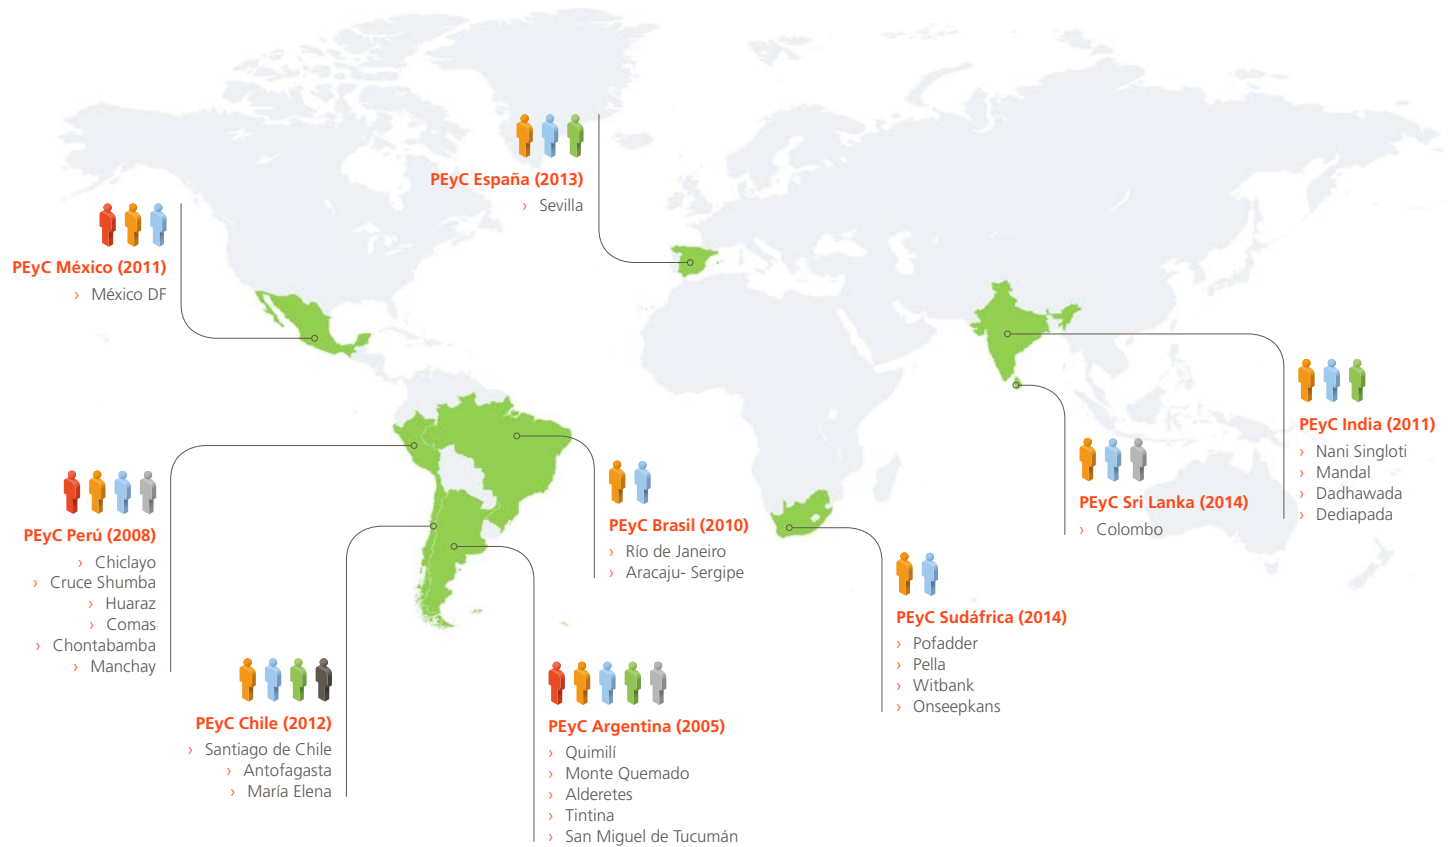 PEyC España (2013)
› Sevilla
PEyC México (2011)
› México DF
PEyC India (2011)
› Nani Singloti
› Mandal
› Dadhawada
› Dediapada
PEyC Sri Lanka (2014)
› Colombo
PEyC Perú (2008)
› Chiclayo
› Cruce Shumba
› Huaraz
› Comas
› Chontabamba
› Manchay
PEyC Brasil (2010)
› Río de Janeiro
› Aracaju- Sergipe
PEyC Sudáfrica (2014)
› Pofadder
› Pella
› Witbank
› Onseepkans
PEyC Chile (2012)
› Santiago de Chile
› Antofagasta
› María Elena
PEyC Argentina (2005)
› Quimilí
› Monte Quemado
› Alderetes
› Tintina
› San Miguel de Tucumán